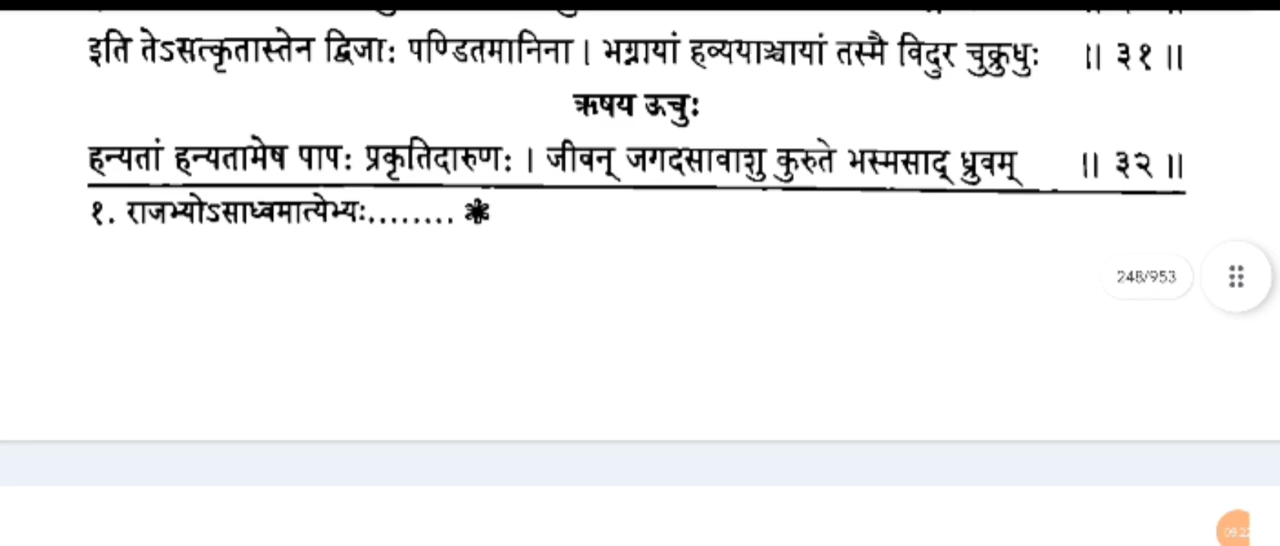 इति तेऽसत्कृतास्तेन द्विजाः पण्डितमानिना । भग्नायां हव्ययाञ्चायां तस्मै विदुर चुक्रुधुः ॥ ३१ ॥
ऋषय ऊचुः
हन्यतां हन्यतामेष पापः प्रकृतिदारुणः । जीवन् जगदसावाशु कुरुते भस्मसाद् ध्रुवम् ॥ ३२ ॥
१. राजभ्योऽसाध्वमात्येभ्यः........ ❃
248/953